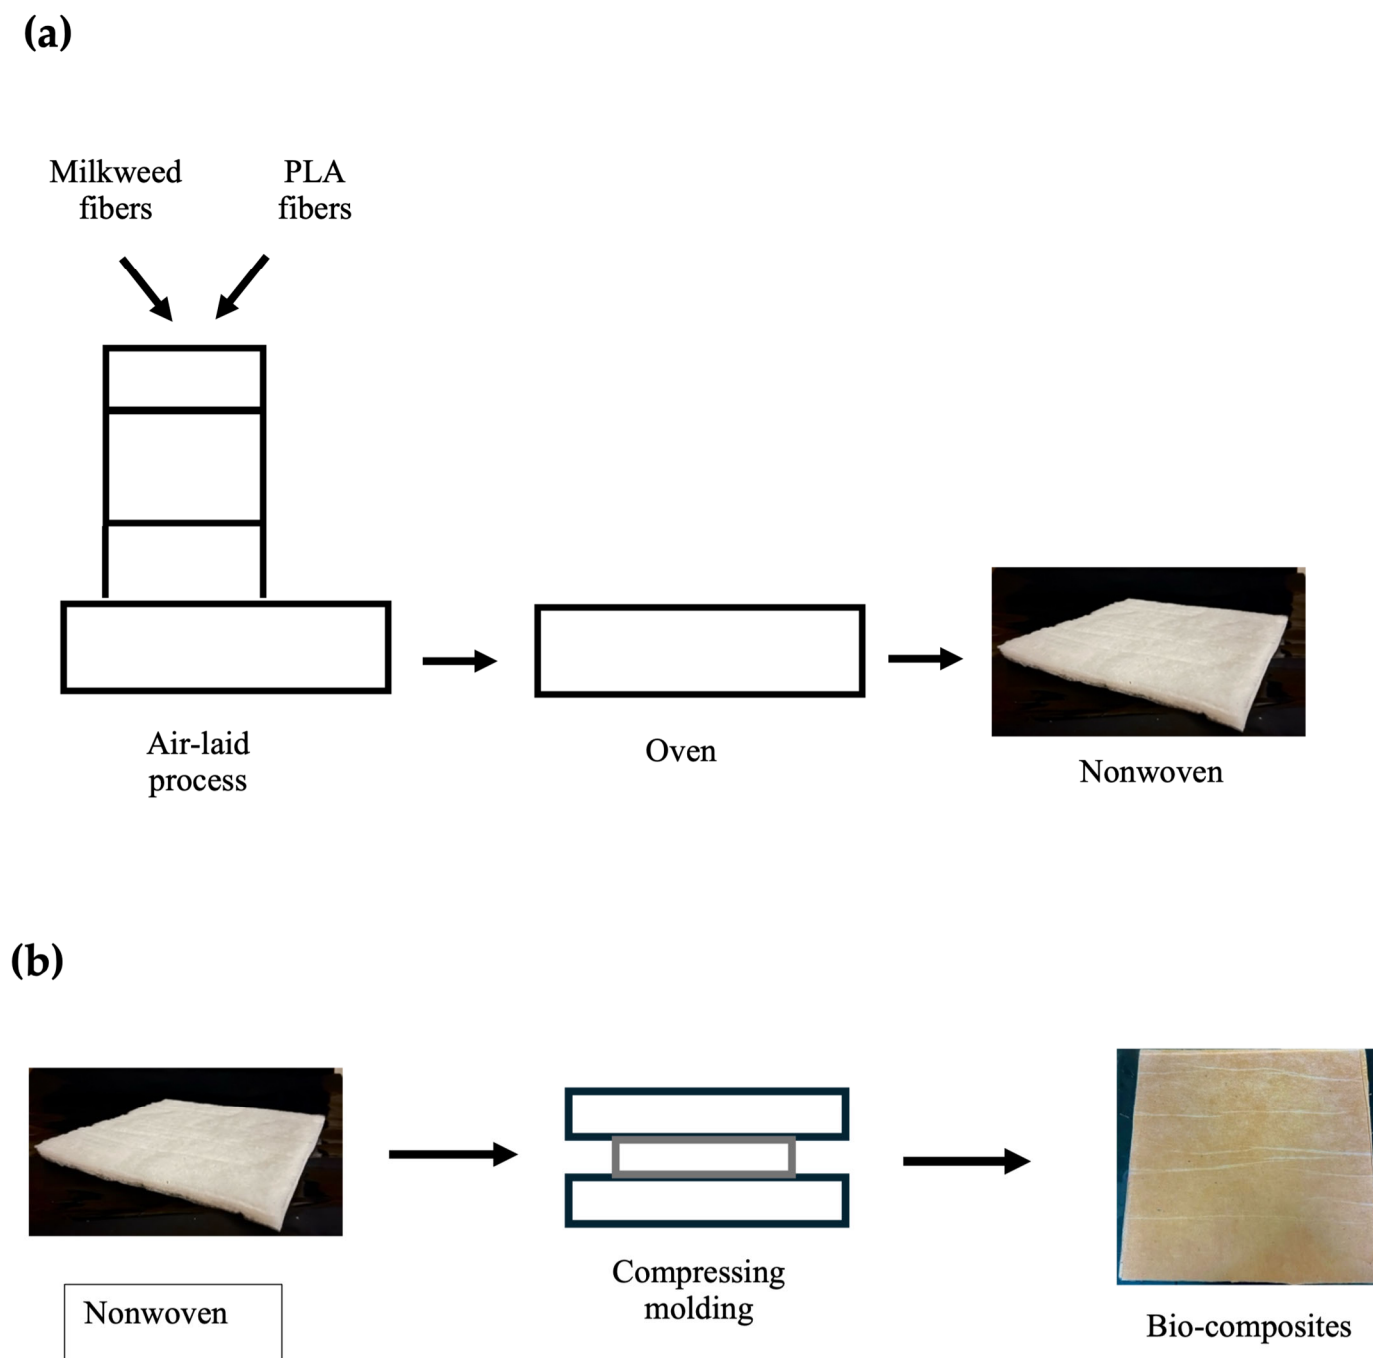 (a)
Milkweed
fibers
PLA
fibers
Air-laid
process
Oven
Nonwoven
(b)
Nonwoven
Compressing
molding
Bio-composites